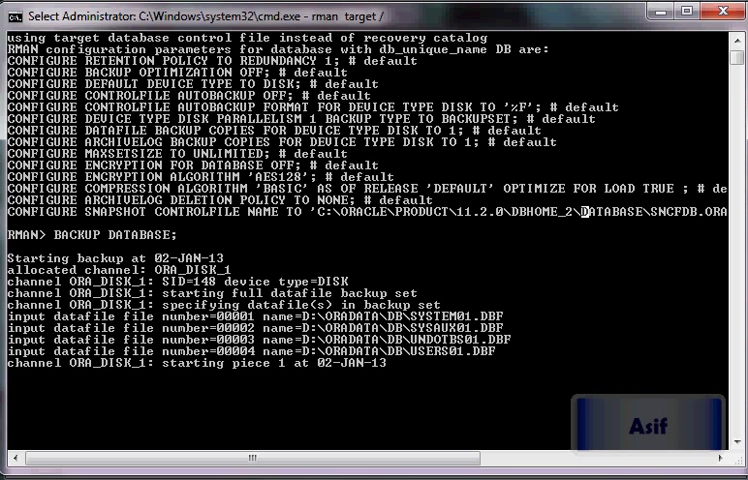 Select Administrator: C:\Windows\system32\cmd.exe - rman target /
using target database control file instead of recovery catalog
RMAN configuration parameters for database with db_unique_name DB are:
CONFIGURE RETENTION POLICY TO REDUNDANCY 1; # default
CONFIGURE BACKUP OPTIMIZATION OFF; # default
CONFIGURE DEFAULT DEVICE TYPE TO DISK; # default
CONFIGURE CONTROLFILE AUTOBACKUP OFF; # default
CONFIGURE CONTROLFILE AUTOBACKUP FORMAT FOR DEVICE TYPE DISK TO '%F'; # default
CONFIGURE DEVICE TYPE DISK PARALLELISM 1 BACKUP TYPE TO BACKUPSET; # default
CONFIGURE DATAFILE BACKUP COPIES FOR DEVICE TYPE DISK TO 1; # default
CONFIGURE ARCHIVELOG BACKUP COPIES FOR DEVICE TYPE DISK TO 1; # default
CONFIGURE MAXSETSIZE TO UNLIMITED; # default
CONFIGURE ENCRYPTION FOR DATABASE OFF; # default
CONFIGURE ENCRYPTION ALGORITHM 'AES128'; # default
CONFIGURE COMPRESSION ALGORITHM 'BASIC' AS OF RELEASE 'DEFAULT' OPTIMIZE FOR LOAD TRUE ; # de
CONFIGURE ARCHIVELOG DELETION POLICY TO NONE; # default
CONFIGURE SNAPSHOT CONTROLFILE NAME TO 'C:\ORACLE\PRODUCT\11.2.0\DBHOME_2\DATABASE\SNCFDB.ORA
RMAN> BACKUP DATABASE;
Starting backup at 02-JAN-13
allocated channel: ORA_DISK_1
channel ORA_DISK_1: SID=148 device type=DISK
channel ORA_DISK_1: starting full datafile backup set
channel ORA_DISK_1: specifying datafile(s) in backup set
input datafile file number=00001 name=D:\ORADATA\DB\SYSTEM01.DBF
input datafile file number=00002 name=D:\ORADATA\DB\SYSAUX01.DBF
input datafile file number=00003 name=D:\ORADATA\DB\UNDOTBS01.DBF
input datafile file number=00004 name=D:\ORADATA\DB\USERS01.DBF
channel ORA_DISK_1: starting piece 1 at 02-JAN-13
Asif